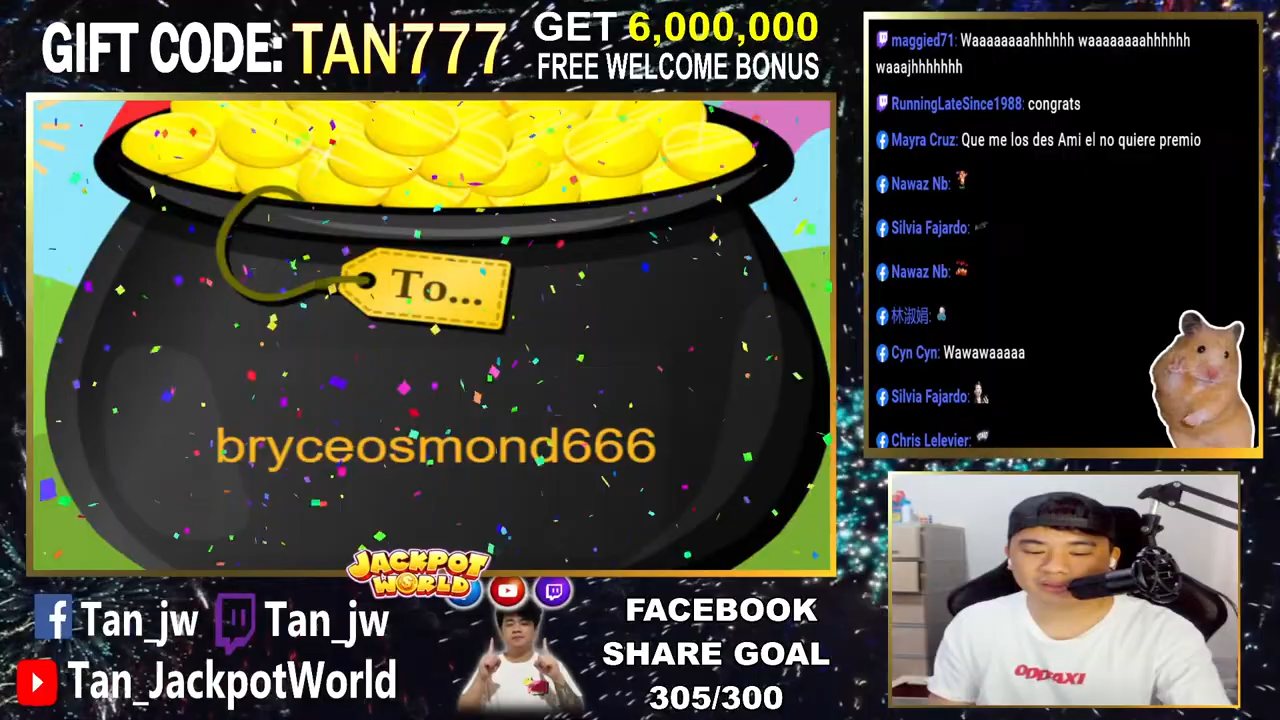 GIFT CODE: TAN777
GET 6,000,000
FREE WELCOME BONUS
To...
bryceosmond666
JACKPOT
WORLD
Tan_jw
Tan_jw
Tan_JackpotWorld
FACEBOOK
SHARE GOAL
305/300
maggied71: Waaaaaaahhhhhh waaaaaaahhhhhh
waaajhhhhhhh
RunningLateSince1988: congrats
Mayra Cruz: Que me los des Ami el no quiere premio
Nawaz Nb:
Silvia Fajardo:
Nawaz Nb:
林淑娟:
Cyn Cyn: Wawawaaaaa
Silvia Fajardo:
Chris Lelevier: